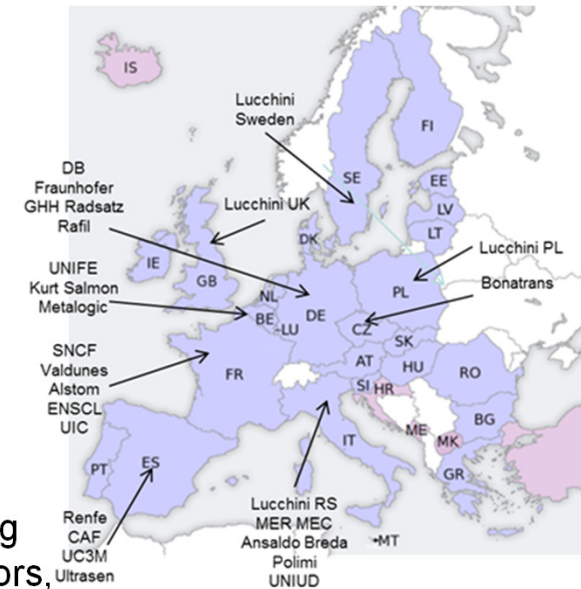 IS
Lucchini
Sweden
FI
DB
Fraunhofer
GHH Radsatz
Rafil
SE
EE
LV
LT
Lucchini UK
DK
IE
GB
UNIFE
Kurt Salmon
Metalogic
NL
BE
LU
DE
PL
Lucchini PL
Bonatrans
CZ
SK
AT
HU
RO
SI
HR
SNCF
Valdunes
Alstom
ENSCL
UIC
FR
IT
ME
MK
BG
GR
PT
ES
Renfe
CAF
UC3M
Ultrasen
Lucchini RS
MER MEC
Ansaldo Breda
Polimi
UNIUD
MT
g
ors,